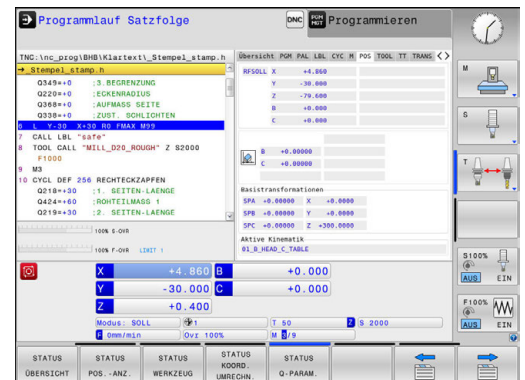 Programmlauf Satzfolge
DNC
PGM MGT
Programmieren
TNC:\nc_prog\BHB\Klartext\_Stempel_stamp.h
→_Stempel_stamp.h
Q349=+0 ;3.BEGRENZUNG
Q220=+0 ;ECKENRADIUS
Q368=+0 ;AUFMASS SEITE
Q338=+0 ;ZUST. SCHLICHTEN
6 L Y-30 X+30 R0 FMAX M99
7 CALL LBL "safe"
8 TOOL CALL "MILL_D20_ROUGH" Z S2000
F1000
9 M3
10 CYCL DEF 256 RECHTECKZAPFEN
Q218=+30 ;1. SEITEN-LAENGE
Q424=+60 ;ROHTEILMASS 1
Q219=+30 ;2. SEITEN-LAENGE
100% S-OVR
100% F-OVR LIMIT 1
Übersicht PGM PAL LBL CYC M POS TOOL TT TRANS
RFSOLL X +4.860
Y -30.000
Z -79.600
B +0.000
C +0.000
B +0.00000
C +0.00000
Basistransformationen
SPA +0.00000 X +0.00000
SPB +0.00000 Y +0.00000
SPC +0.00000 Z +300.0000
Aktive Kinematik
01_B_HEAD_C_TABLE
X +4.860 B +0.000
Y -30.000 C +0.000
Z +0.400
Modus: SOLL 1 T 50 Z S 2000
F 0mm/min Ovr 100% M 3/9
M
S
T
S100%
AUS EIN
F100%
AUS EIN
STATUS ÜBERSICHT
STATUS POS.-ANZ.
STATUS WERKZEUG
STATUS KOORD. UMRECHN.
STATUS Q-PARAM.